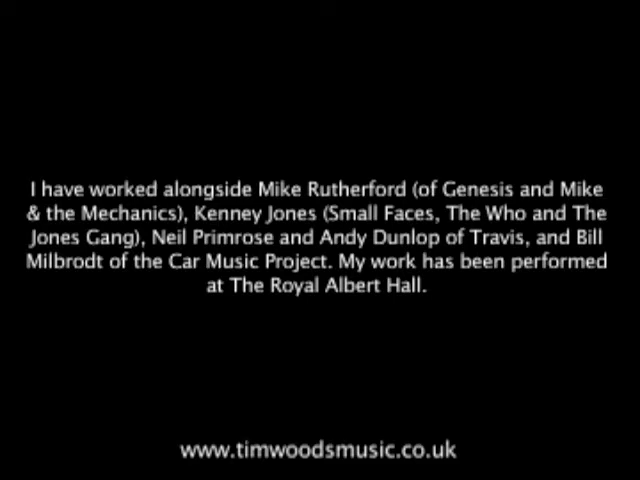 I have worked alongside Mike Rutherford (of Genesis and Mike
& the Mechanics), Kenney Jones (Small Faces, The Who and The
Jones Gang), Neil Primrose and Andy Dunlop of Travis, and Bill
Milbrodt of the Car Music Project. My work has been performed
at The Royal Albert Hall.
www.timwoodsmusic.co.uk